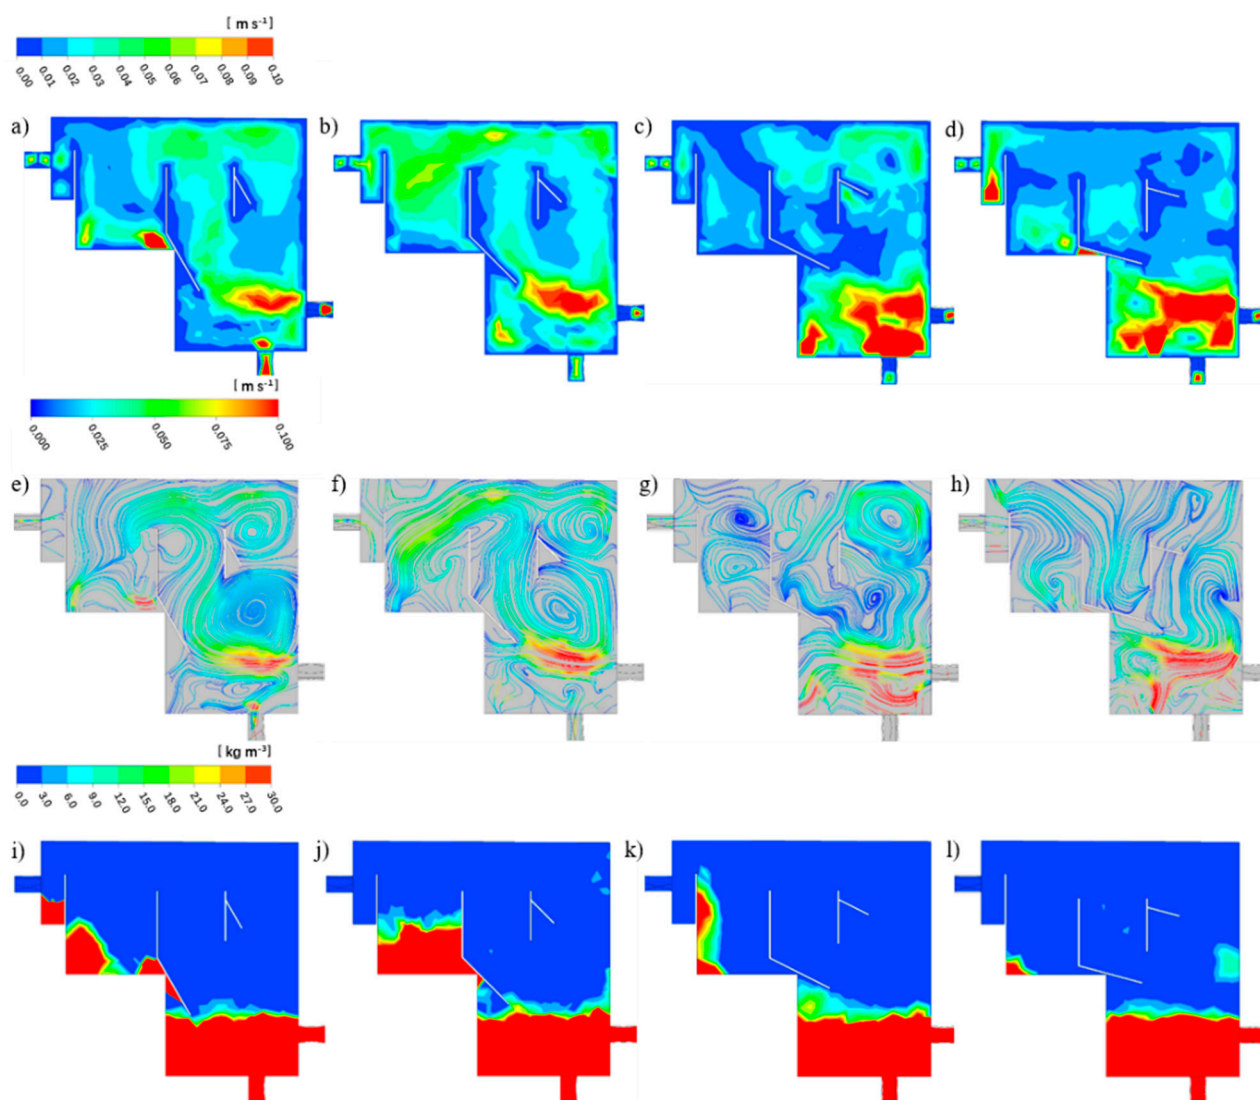 [ m s⁻¹]
0.00 0.01 0.02 0.03 0.04 0.05 0.06 0.07 0.08 0.09 0.10
a) b) c) d)
[ m s⁻¹]
0.000 0.025 0.050 0.075 0.100
e) f) g) h)
[ kg m⁻³]
0.0 3.0 6.0 9.0 12.0 15.0 18.0 21.0 24.0 27.0 30.0
i) j) k) l)